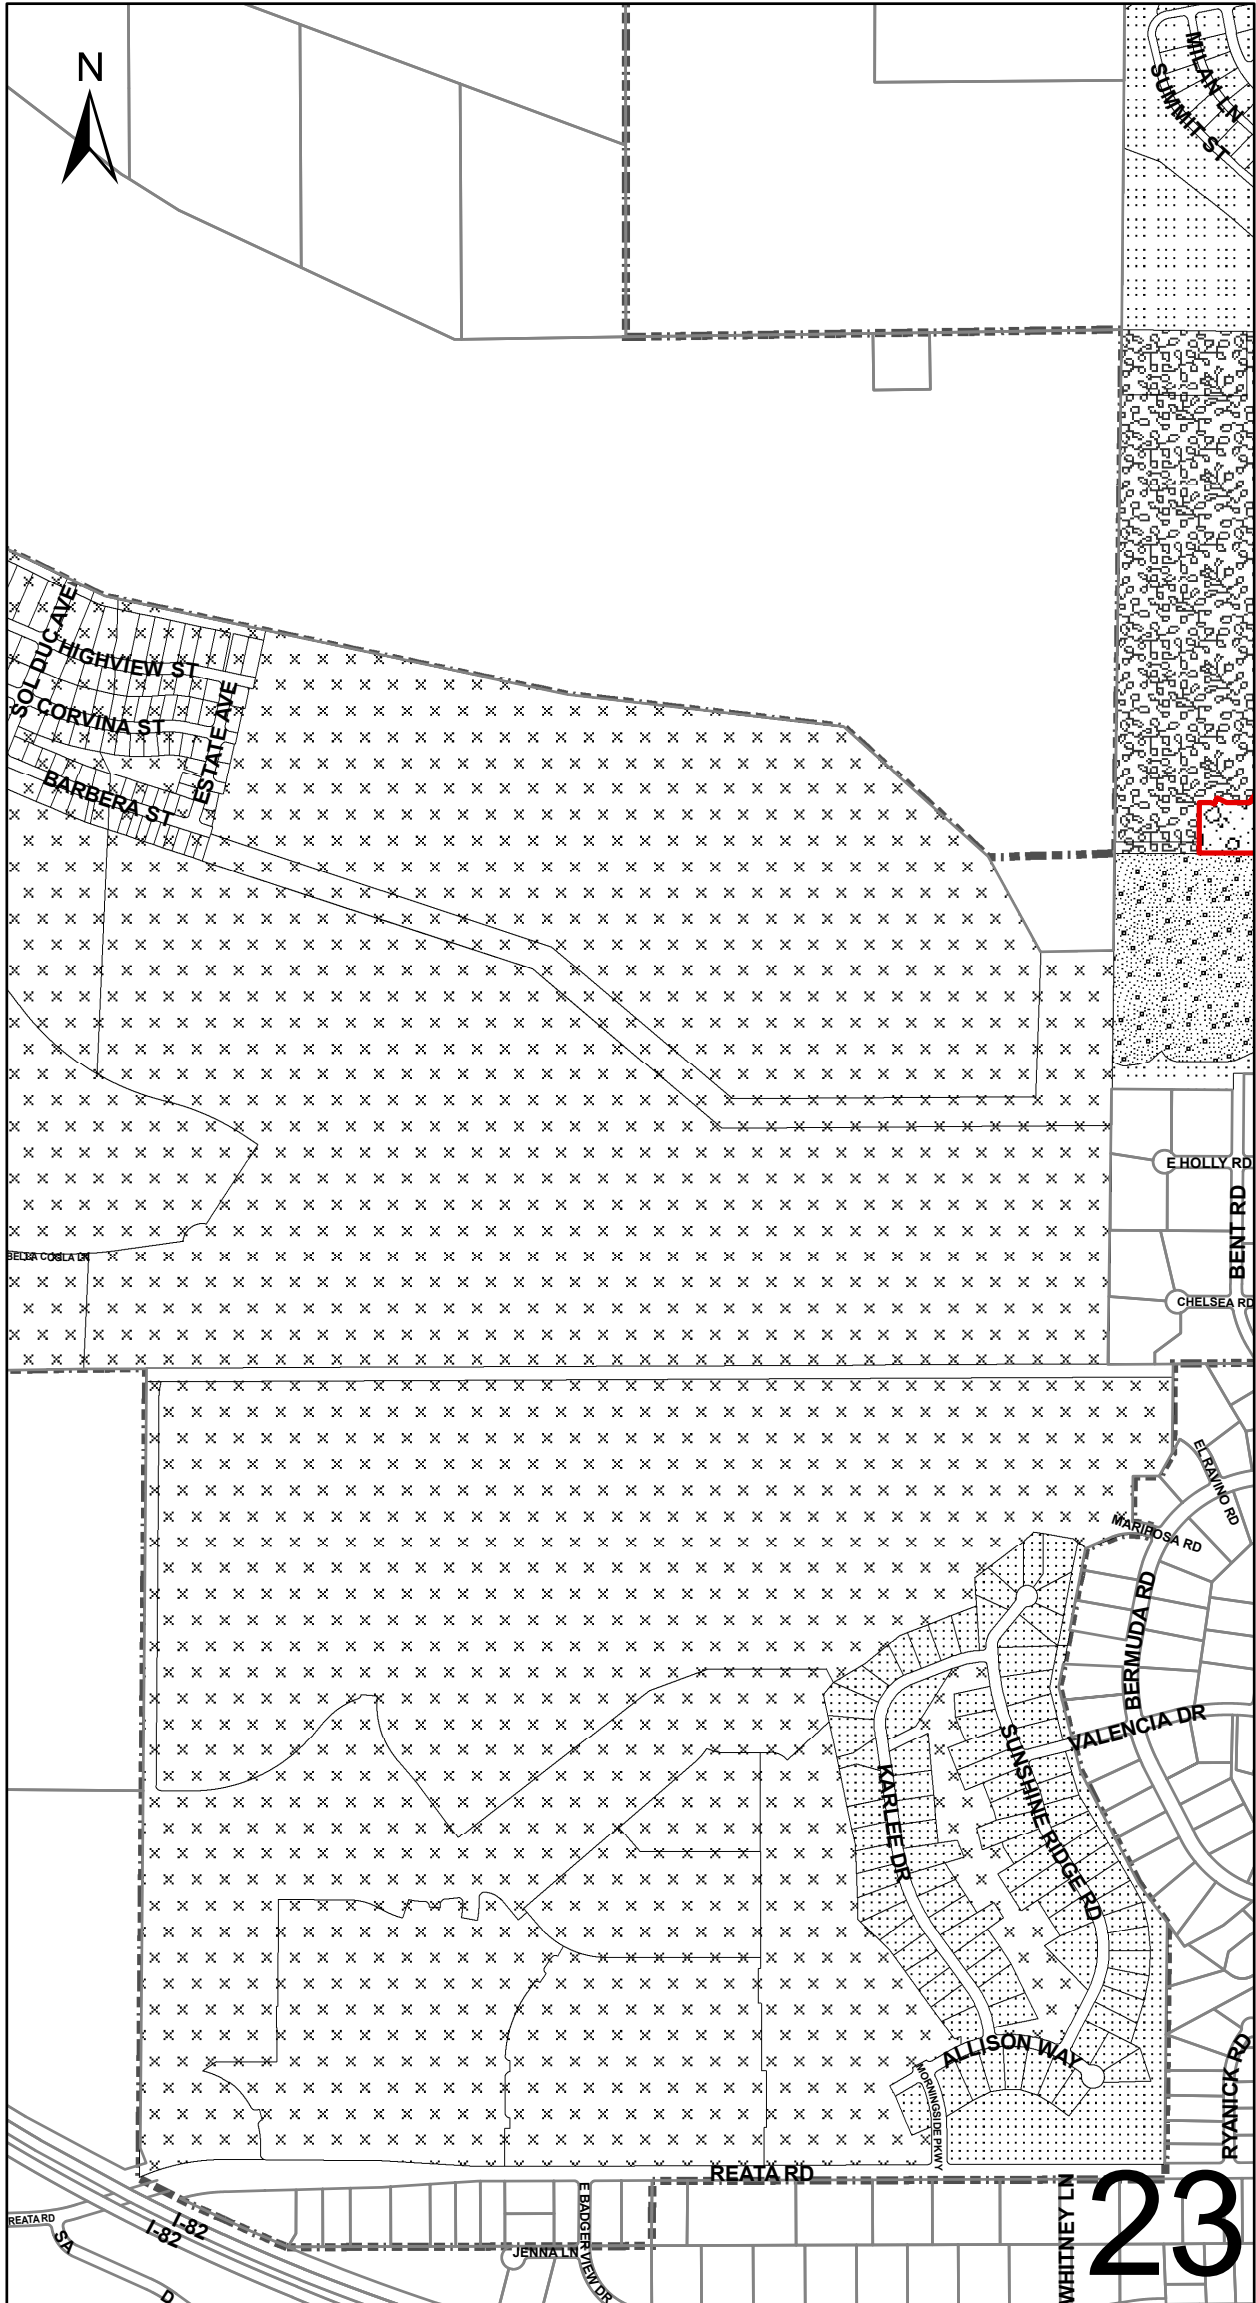 N
MILAN LN
SUMMIT ST
SOL DUC AVE
HIGHVIEW ST
CORVINA ST
ESTATE AVE
BARBERA ST
E HOLLY RD
BENT RD
CHELSEA RD
EL RAVINO RD
MARIPOSA RD
BERMUDA RD
VALENCIA DR
SUNSHINE RIDGE RD
KARLEE DR
ALLISON WAY
MORNINGSIDE PKWY
RYANICK RD
REATA RD
WHITNEY LN
23
I-82
I-82
REATA RD
SA
D
E BADGER VIEW DR
JENNA LN